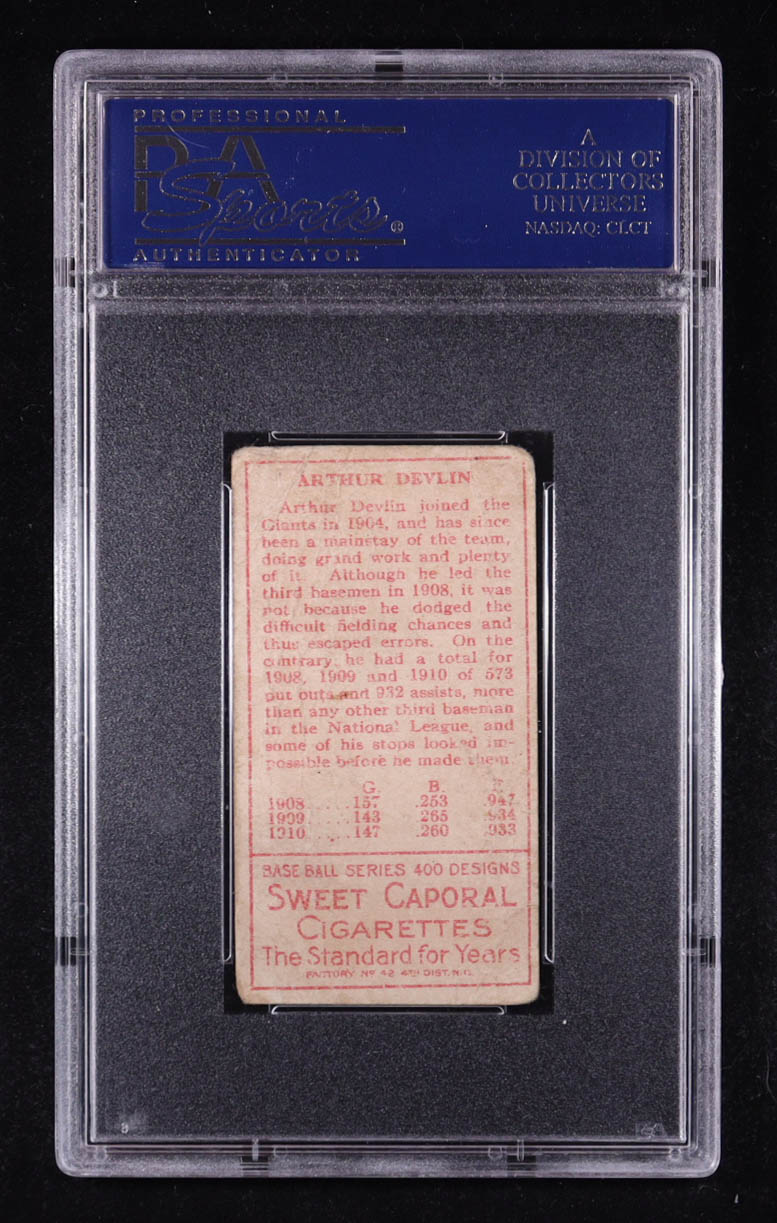 PROFESSIONAL
PSA
Sports®
AUTHENTICATOR
A
DIVISION OF
COLLECTORS
UNIVERSE
NASDAQ: CLCT
ARTHUR DEVLIN
Arthur Devlin joined the
Giants in 1904, and has since
been a mainstay of the team,
doing grand work and plenty
of it. Although he led the
third basemen in 1908, it was
not because he dodged the
difficult fielding chances and
thus escaped errors. On the
contrary, he had a total for
1908, 1909 and 1910 of 573
put outs and 932 assists, more
than any other third baseman
in the National League, and
some of his stops looked im-
possible before he made them.
G. B. F.
1908......157 .253 .947
1909......143 .265 .934
1910......147 .260 .933
BASE BALL SERIES 400 DESIGNS
SWEET CAPORAL
CIGARETTES
The Standard for Years
FACTORY No 42 4TH DIST. N.C.